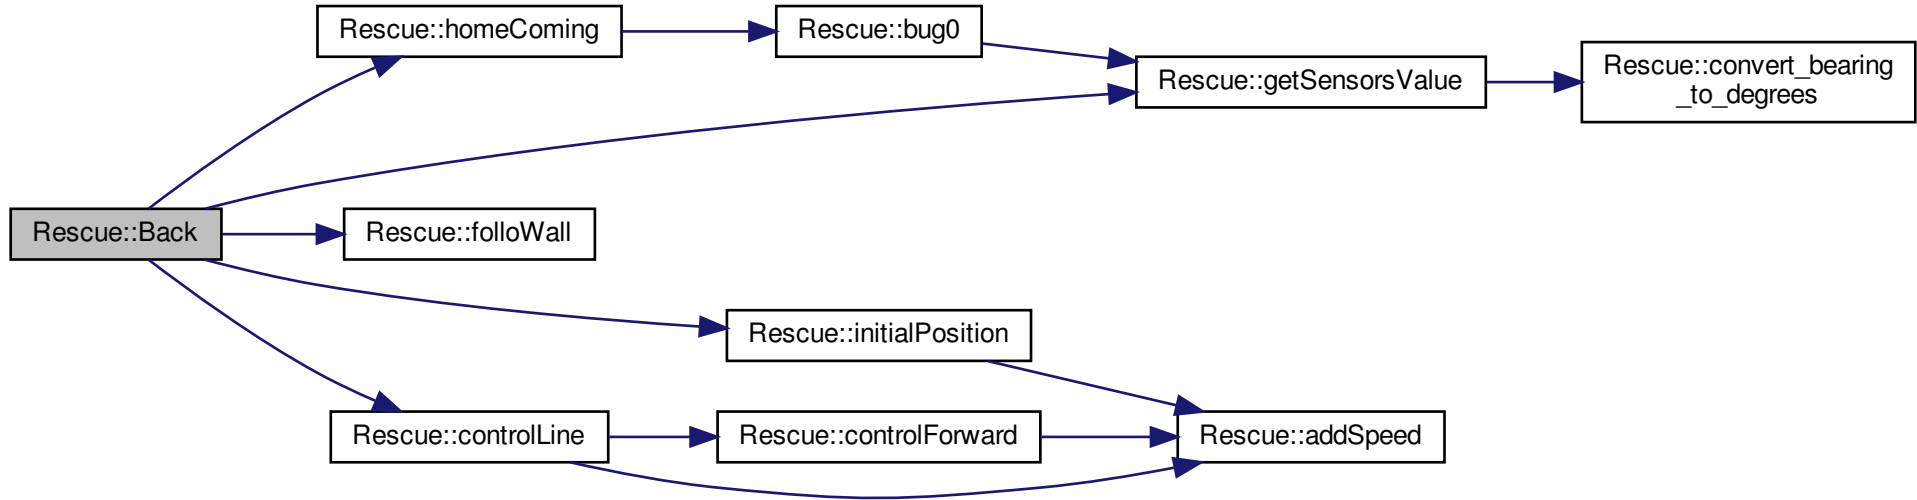 Rescue::homeComing
Rescue::bug0
Rescue::getSensorsValue
Rescue::convert_bearing
_to_degrees
Rescue::Back
Rescue::folloWall
Rescue::initialPosition
Rescue::controlLine
Rescue::controlForward
Rescue::addSpeed